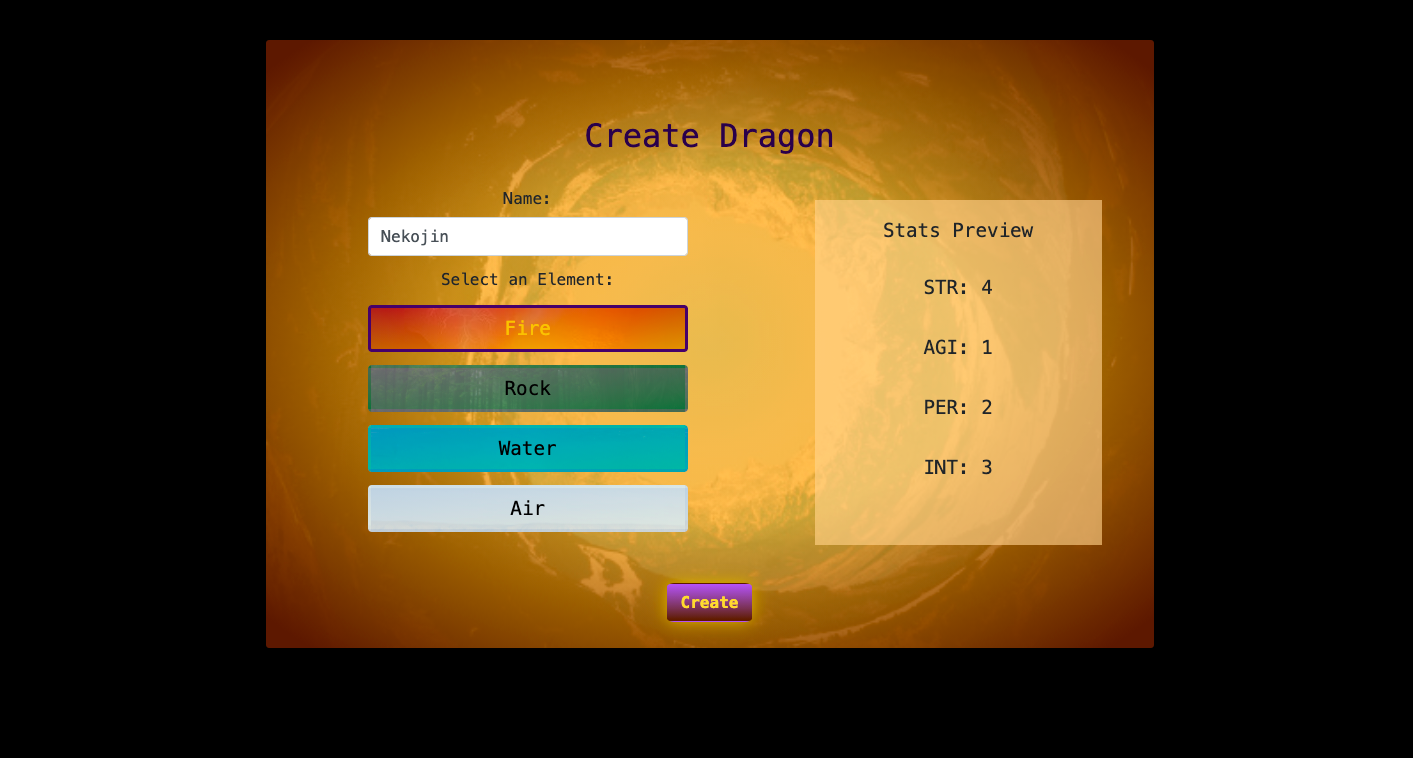 Create Dragon
Name:
Nekojin
Select an Element:
Fire
Rock
Water
Air
Stats Preview
STR: 4
AGI: 1
PER: 2
INT: 3
Create